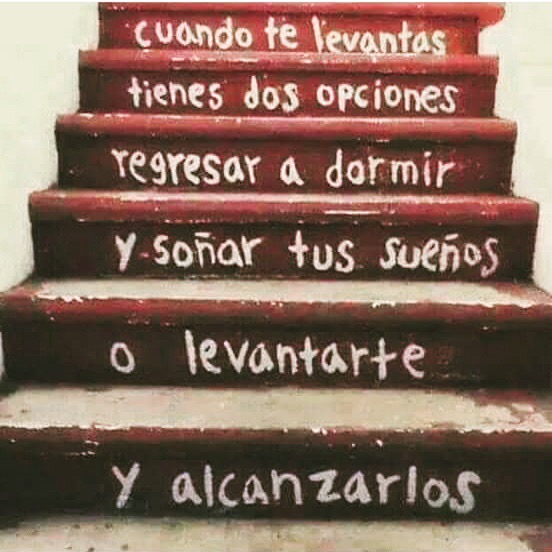 cuando te levantas
tienes dos opciones
regresar a dormir
y soñar tus sueños
o levantarte
y alcanzarlos